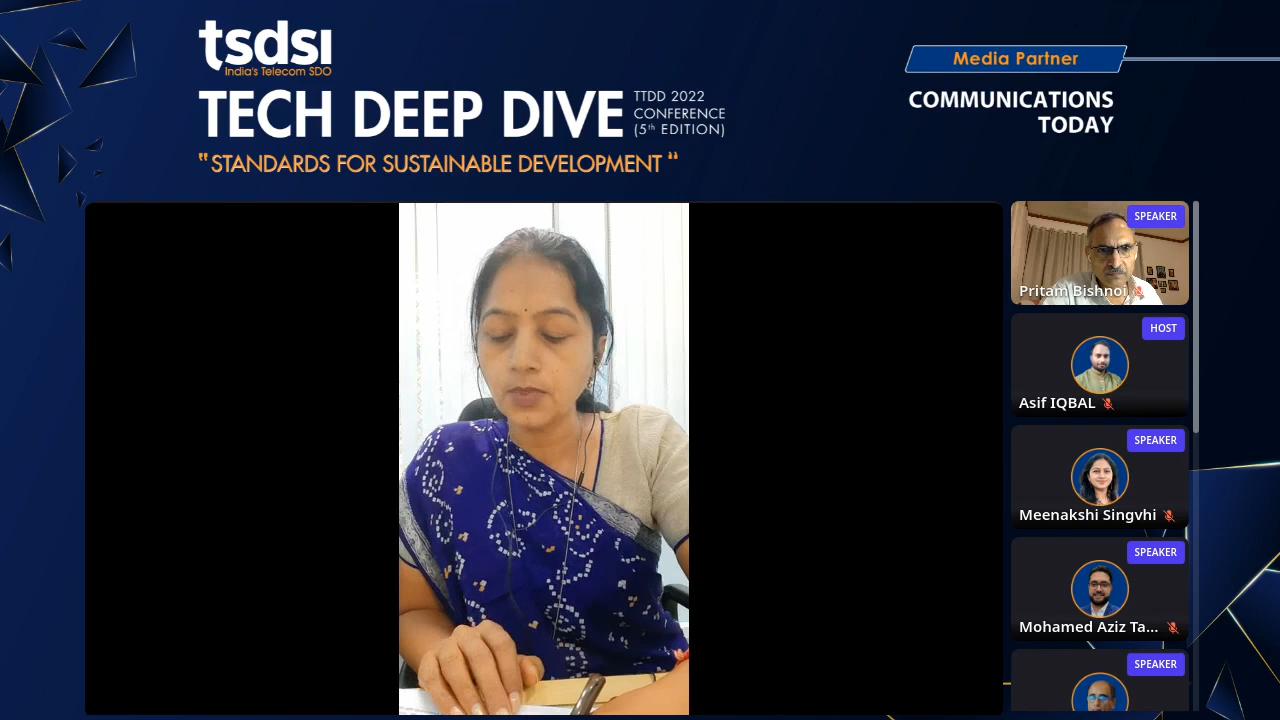 tsdsı
India's Telecom SDO
TECH DEEP DIVE
TTDD 2022
CONFERENCE
(5th EDITION)
"STANDARDS FOR SUSTAINABLE DEVELOPMENT"
Media Partner
COMMUNICATIONS
TODAY
SPEAKER
Pritam Bishnoi
HOST
Asif IQBAL
SPEAKER
Meenakshi Singvhi
SPEAKER
Mohamed Aziz Ta...
SPEAKER